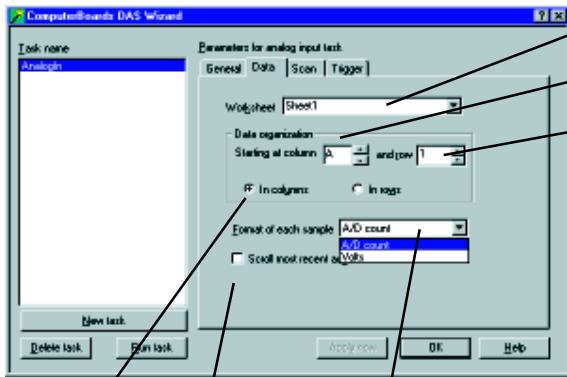 ComputerBoards DAS Wizard
Task name
AnalogIn
New task
Delete task
Run task
Parameters for analog input task
General Data Scan Trigger
Worksheet Sheet1
Data organization
Starting at column A and row 1
In columns In rows
Format of each sample A/D count
A/D count
Volts
Scroll most recent
Apply now OK Help